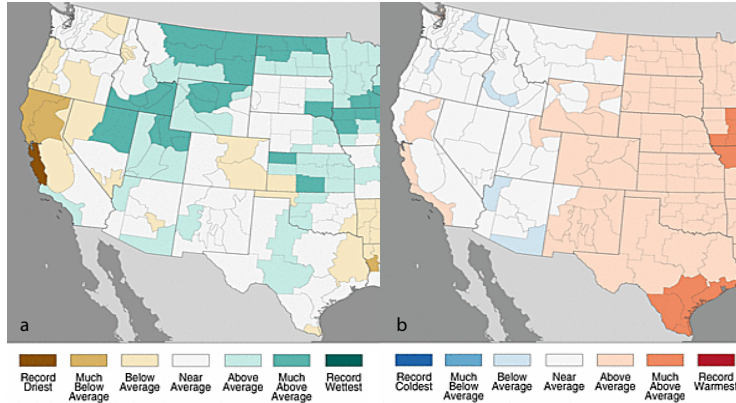 a
b
Record Driest
Much Below Average
Below Average
Near Average
Above Average
Much Above Average
Record Wettest
Record Coldest
Much Below Average
Below Average
Near Average
Above Average
Much Above Average
Record Warmest